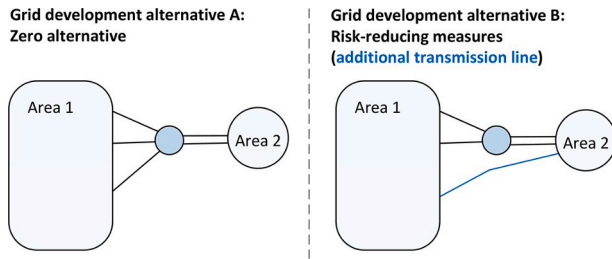 Grid development alternative A:
Zero alternative
Area 1
Area 2
Grid development alternative B:
Risk-reducing measures
(additional transmission line)
Area 1
Area 2